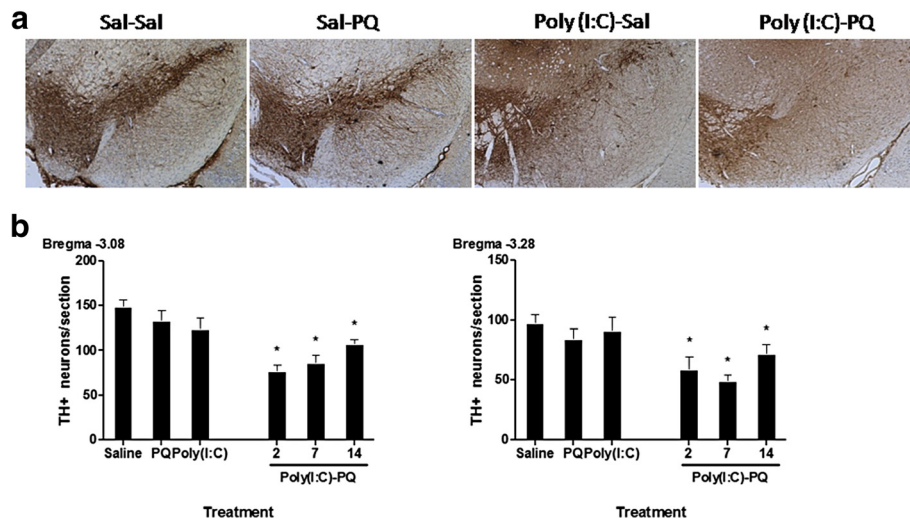 a
Sal-Sal Sal-PQ Poly (I:C)-Sal Poly (I:C)-PQ
b
Bregma -3.08
TH+ neurons/section
200
150
100
50
0
* * *
Saline PQ Poly(I:C) 2 7 14
Poly(I:C)-PQ
Treatment
Bregma -3.28
TH+ neurons/section
150
100
50
0
* * *
Saline PQ Poly(I:C) 2 7 14
Poly(I:C)-PQ
Treatment